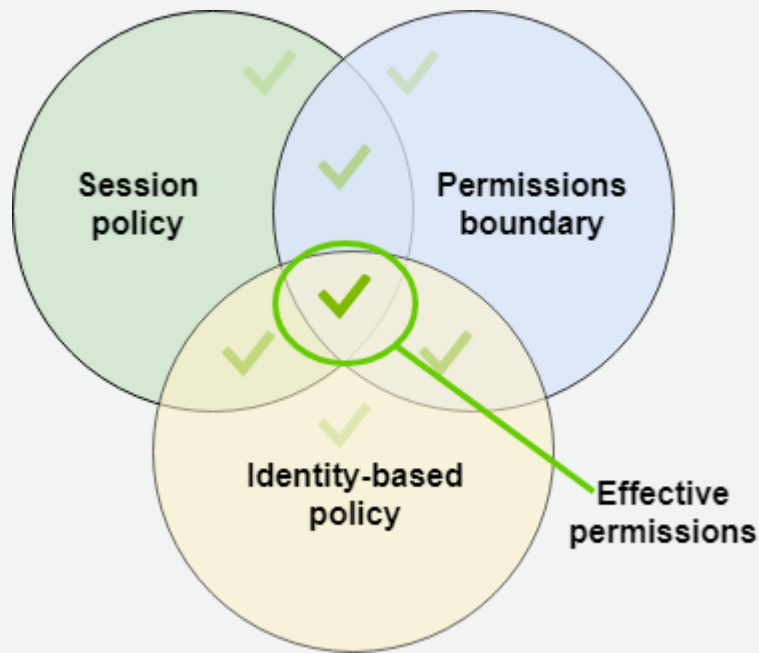 Session
policy
Permissions
boundary
Identity-based
policy
Effective
permissions